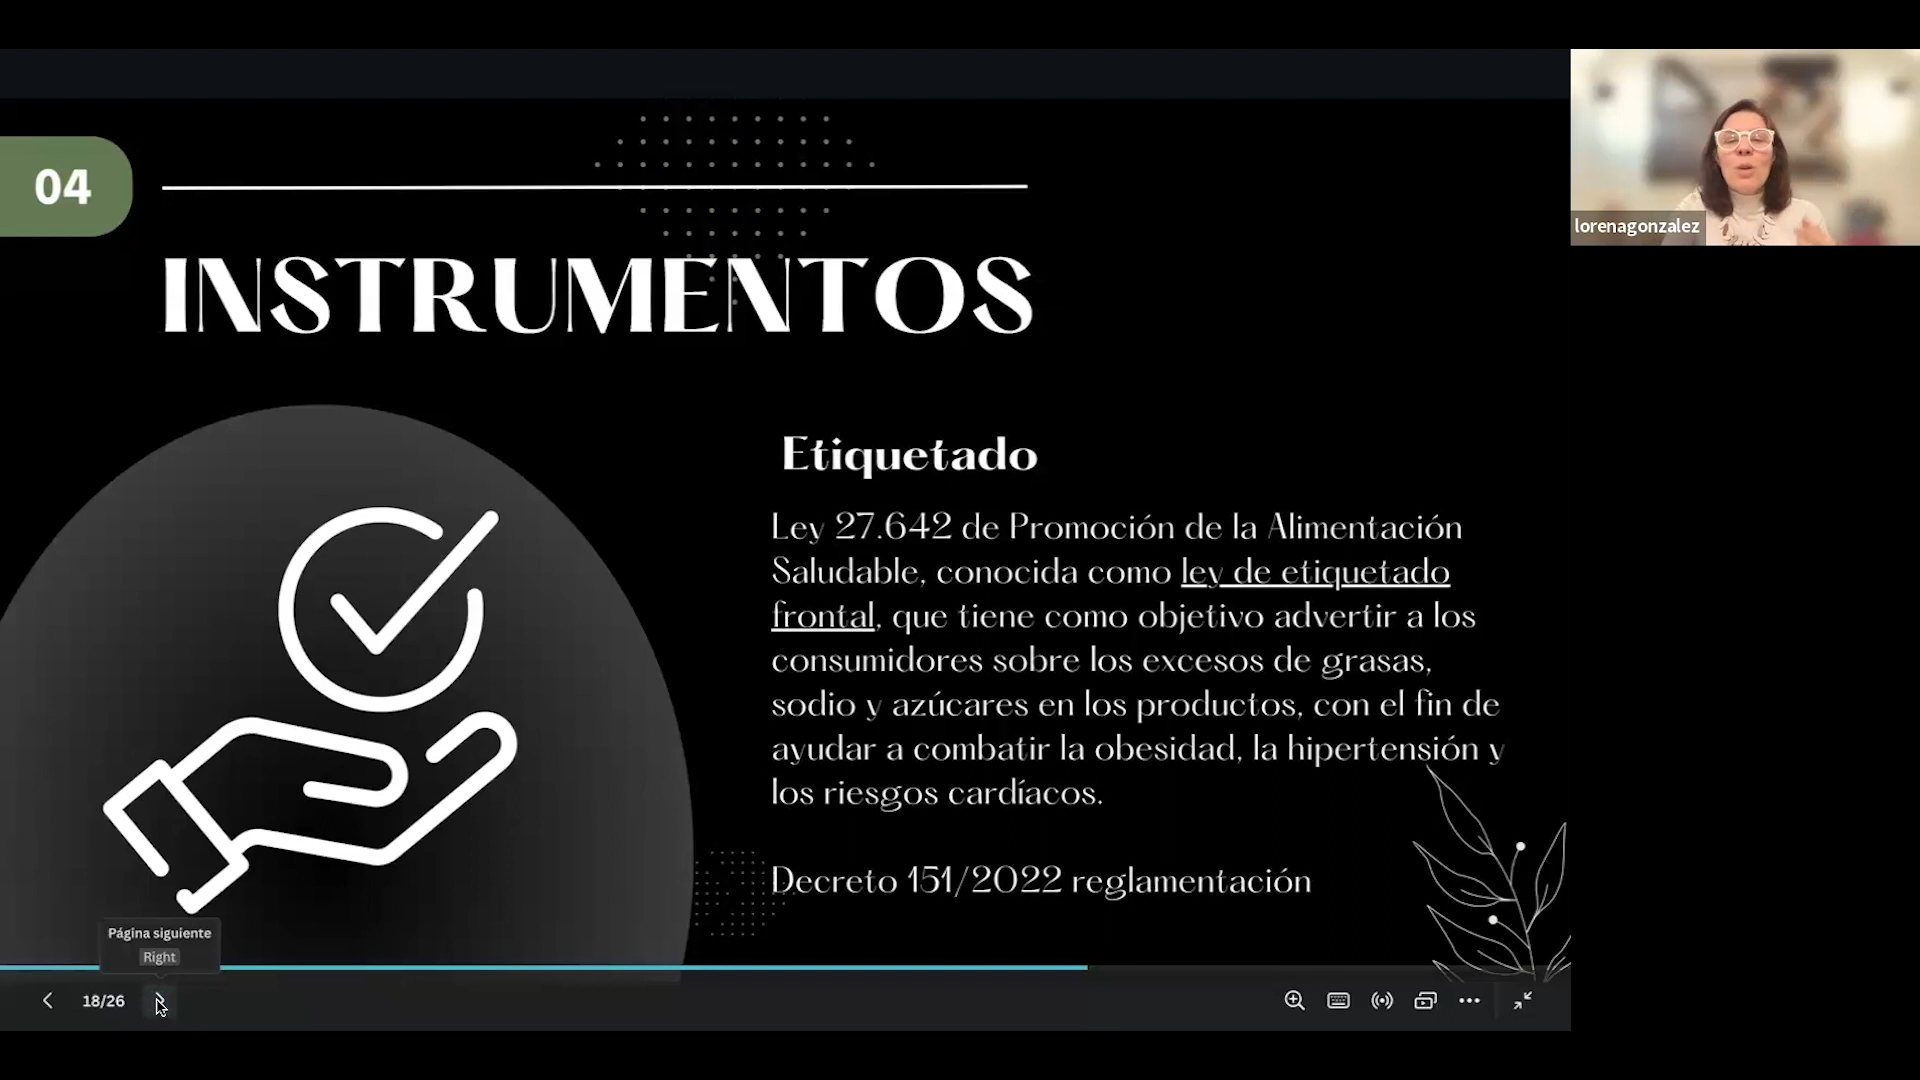 04
INSTRUMENTOS
Etiquetado
Ley 27.642 de Promoción de la Alimentación
Saludable, conocida como ley de etiquetado
frontal, que tiene como objetivo advertir a los
consumidores sobre los excesos de grasas,
sodio y azúcares en los productos, con el fin de
ayudar a combatir la obesidad, la hipertensión y
los riesgos cardíacos.
Decreto 151/2022 reglamentación
lorenagonzalez
Página siguiente
Right
18/26